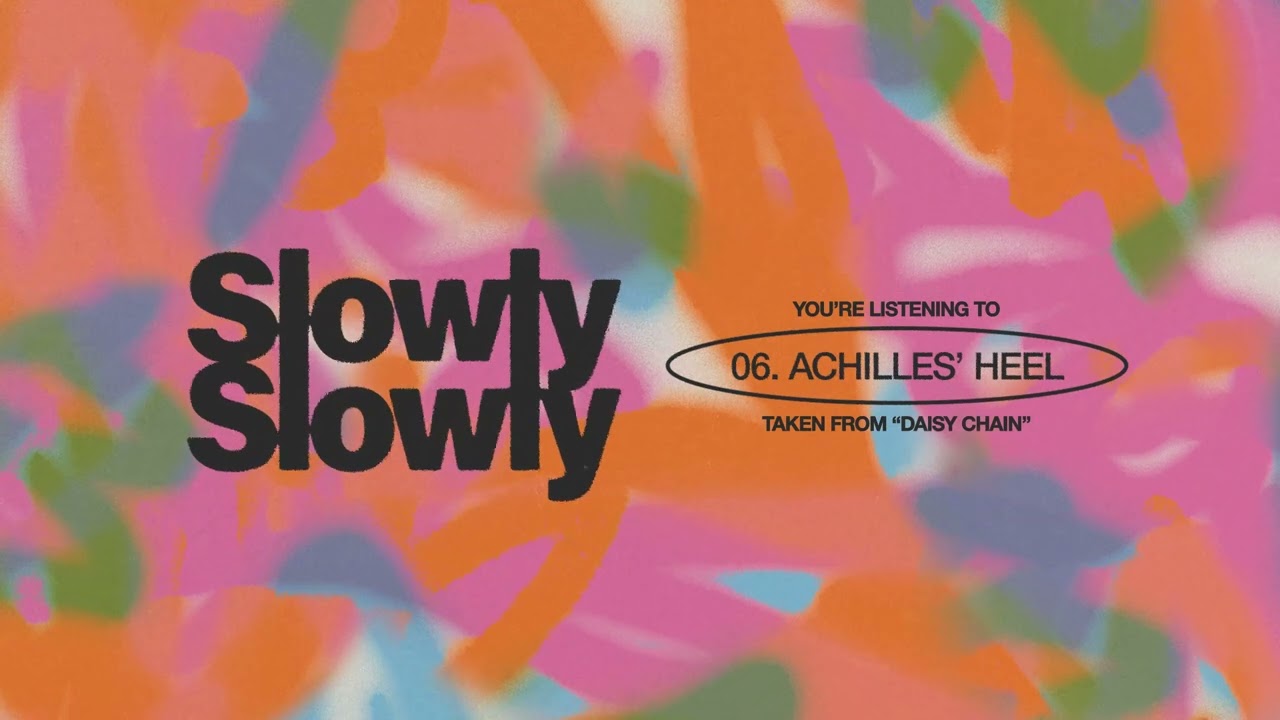 Slowly
Slowly
YOU'RE LISTENING TO
06. ACHILLES' HEEL
TAKEN FROM “DAISY CHAIN”